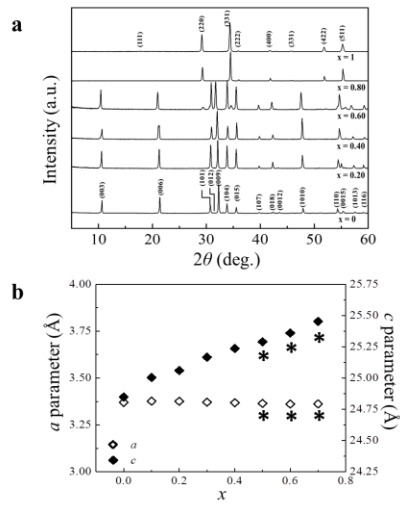 a
(111)
(220)
(331)
(222)
(400)
(331)
(422)
(511)
x = 1
x = 0.80
x = 0.60
x = 0.40
x = 0.20
(003)
(006)
(101)
(012)
(009)
(104)
(015)
(107)
(018)
(0012)
(1010)
(110)
(0015)
(1013)
(116)
x = 0
Intensity (a.u.)
10 20 30 40 50 60
2θ (deg.)
b
4.00 25.75
25.50
3.75 25.25
25.00
3.50
24.75
3.25
24.50
3.00 24.25
a parameter (Å)
c parameter (Å)
a
c
0.0 0.2 0.4 0.6 0.8
x